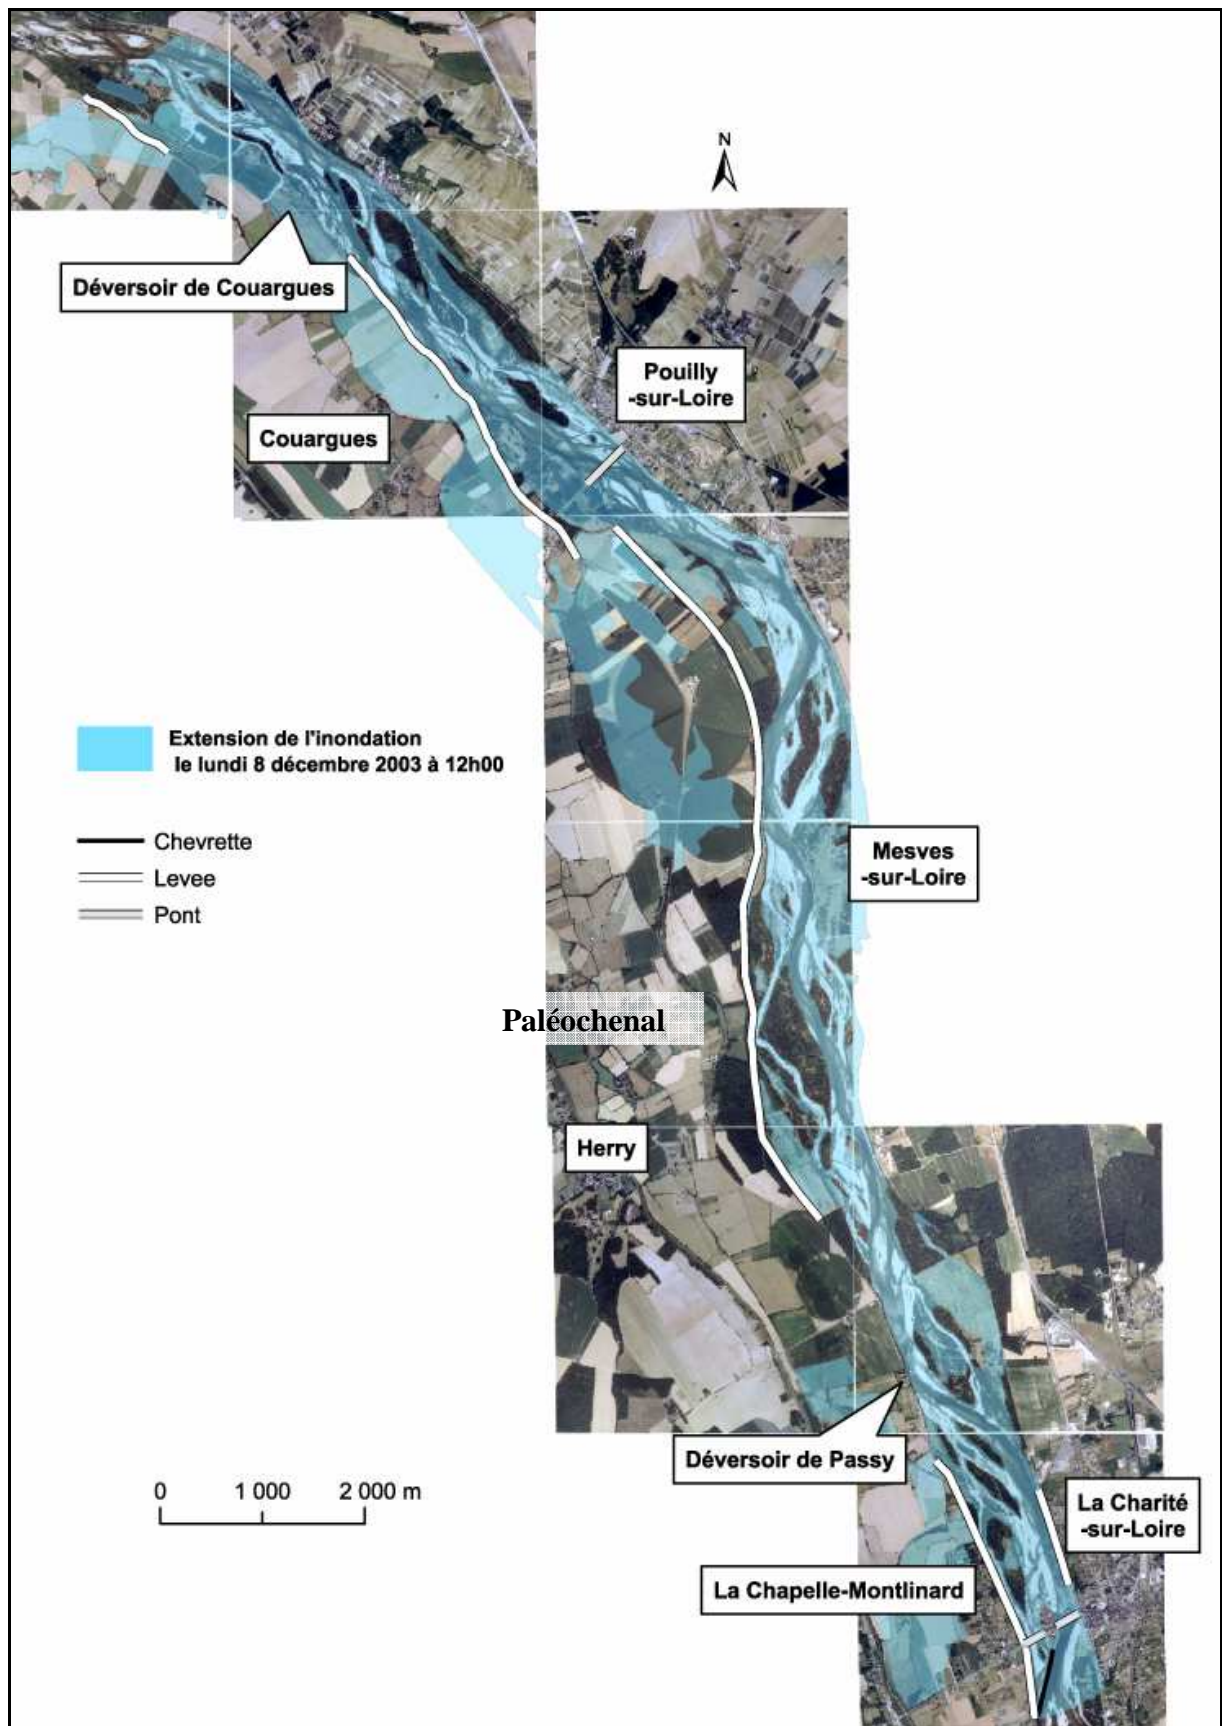 N
Déversoir de Couargues
Pouilly
-sur-Loire
Couargues
Extension de l'inondation
le lundi 8 décembre 2003 à 12h00
Chevrette
Levee
Pont
Mesves
-sur-Loire
Paléochenal
Herry
Déversoir de Passy
0 1 000 2 000 m
La Charité
-sur-Loire
La Chapelle-Montlinard